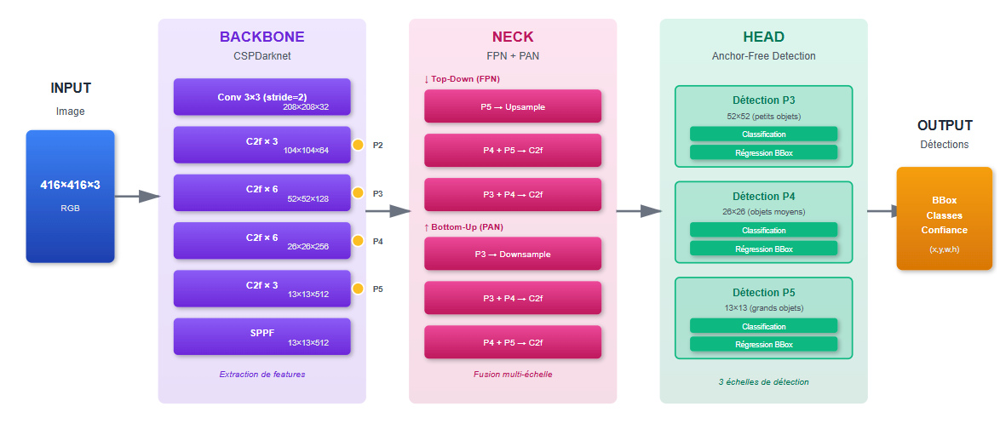 INPUT
Image
416×416×3
RGB
BACKBONE
CSPDarknet
Conv 3×3 (stride=2)
208×208×32
C2f × 3
104×104×64
P2
C2f × 6
52×52×128
P3
C2f × 6
26×26×256
P4
C2f × 3
13×13×512
P5
SPPF
13×13×512
Extraction de features
NECK
FPN + PAN
↓ Top-Down (FPN)
P5 → Upsample
P4 + P5 → C2f
P3 + P4 → C2f
↑ Bottom-Up (PAN)
P3 → Downsample
P3 + P4 → C2f
P4 + P5 → C2f
Fusion multi-échelle
HEAD
Anchor-Free Detection
Détection P3
52×52 (petits objets)
Classification
Régression BBox
Détection P4
26×26 (objets moyens)
Classification
Régression BBox
Détection P5
13×13 (grands objets)
Classification
Régression BBox
3 échelles de détection
OUTPUT
Détections
BBox
Classes
Confiance
(x,y,w,h)